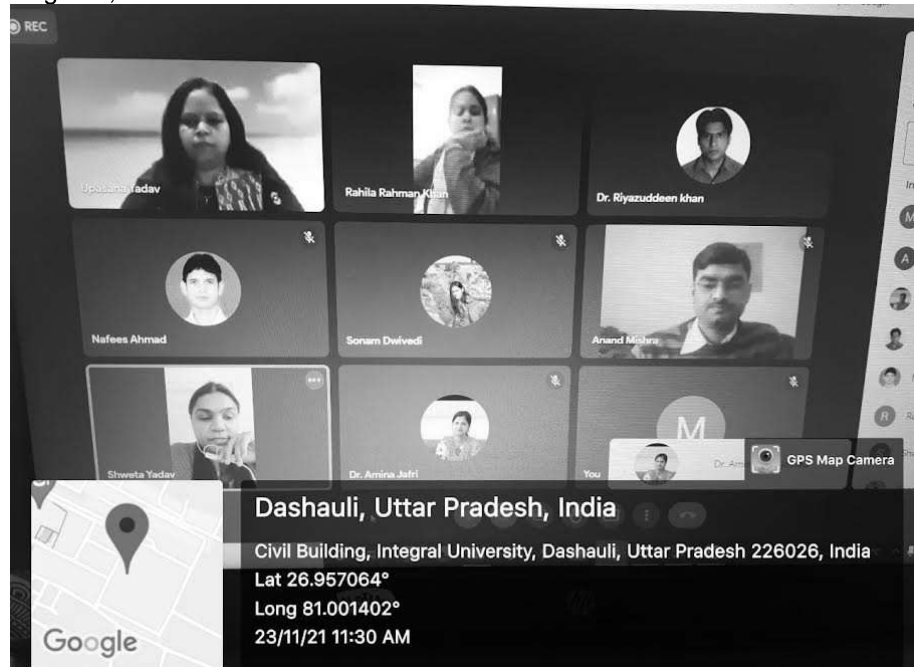 REC
Upasana Yadav
Rahila Rahman Khan
Dr. Riyazuddeen khan
Nafees Ahmad
Sonam Dwivedi
Anand Mishra
Shweta Yadav
Dr. Amina Jafri
M
You
Dr. Am
GPS Map Camera
M
A
R
Dashauli, Uttar Pradesh, India
Civil Building, Integral University, Dashauli, Uttar Pradesh 226026, India
Lat 26.957064°
Long 81.001402°
23/11/21 11:30 AM
Google